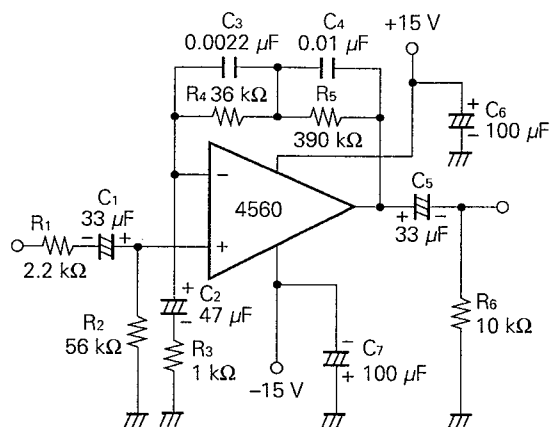 C3
0.0022 µF
C4
0.01 µF
+15 V
R4 36 kΩ
R5
390 kΩ
+
C6
−
100 µF
−
4560
+
C1
33 µF
R1
−
+
2.2 kΩ
C5
+
−
33 µF
R2
56 kΩ
+
C2
−
47 µF
R3
1 kΩ
R6
10 kΩ
−15 V
−
C7
+
100 µF